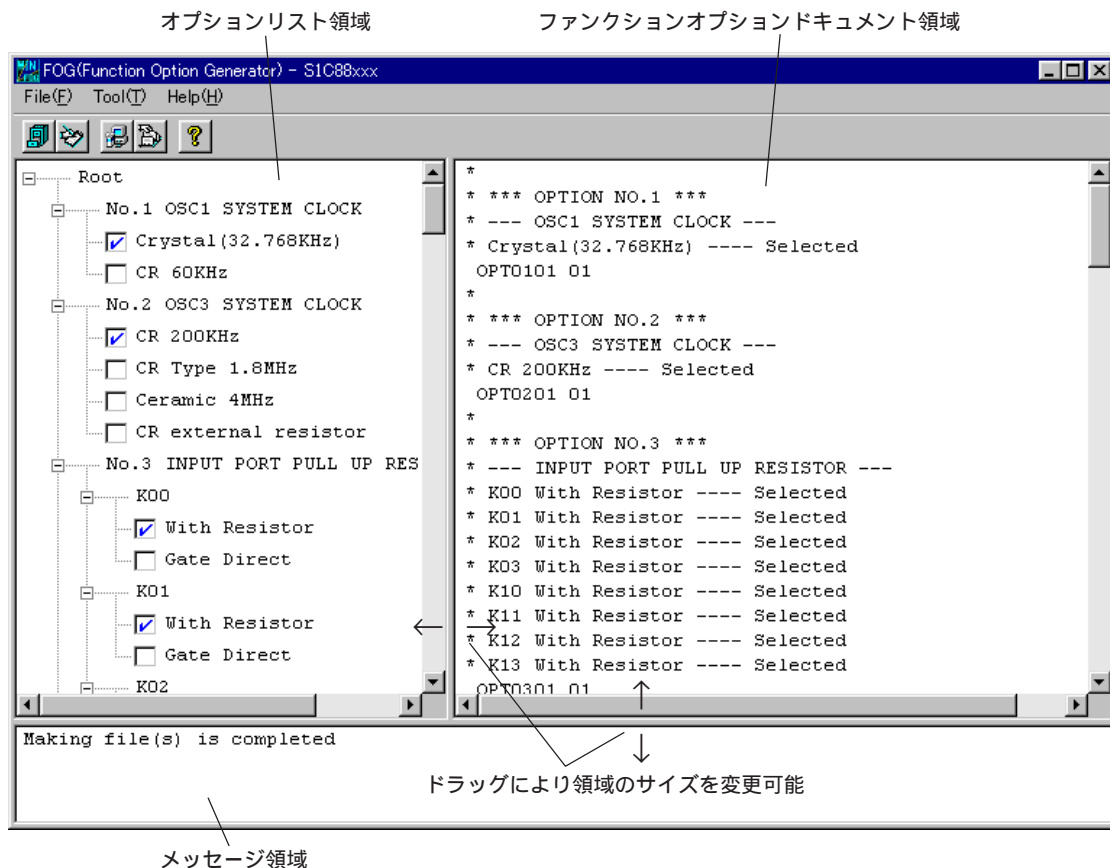 オプションリスト領域
ファンクションオプションドキュメント領域
FOG(Function Option Generator) - S1C88xxx
File(F) Tool(T) Help(H)
Root
No.1 OSC1 SYSTEM CLOCK
Crystal(32.768KHz)
CR 60KHz
No.2 OSC3 SYSTEM CLOCK
CR 200KHz
CR Type 1.8MHz
Ceramic 4MHz
CR external resistor
No.3 INPUT PORT PULL UP RES
K00
With Resistor
Gate Direct
K01
With Resistor
Gate Direct
K02
*
* *** OPTION NO.1 ***
* --- OSC1 SYSTEM CLOCK ---
* Crystal(32.768KHz) ---- Selected
OPT0101 01
*
* *** OPTION NO.2 ***
* --- OSC3 SYSTEM CLOCK ---
* CR 200KHz ---- Selected
OPT0201 01
*
* *** OPTION NO.3 ***
* --- INPUT PORT PULL UP RESISTOR ---
* K00 With Resistor ---- Selected
* K01 With Resistor ---- Selected
* K02 With Resistor ---- Selected
* K03 With Resistor ---- Selected
* K10 With Resistor ---- Selected
* K11 With Resistor ---- Selected
* K12 With Resistor ---- Selected
* K13 With Resistor ---- Selected
OPT0301 01
Making file(s) is completed
ドラッグにより領域のサイズを変更可能
メッセージ領域